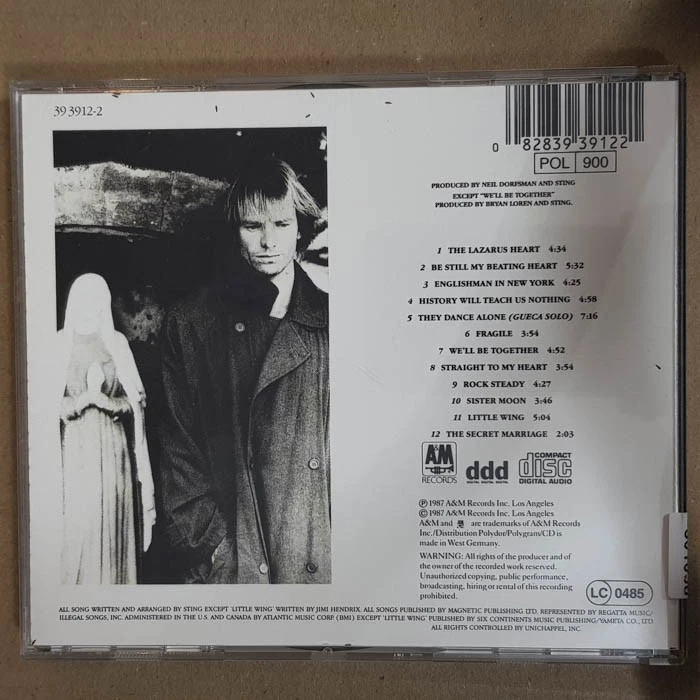 39 3912-2
0 82839 39122
POL 900
PRODUCED BY NEIL DORFSMAN AND STING
EXCEPT "WE'LL BE TOGETHER"
PRODUCED BY BRYAN LOREN AND STING.
1 THE LAZARUS HEART 4:34
2 BE STILL MY BEATING HEART 5:32
3 ENGLISHMAN IN NEW YORK 4:25
4 HISTORY WILL TEACH US NOTHING 4:58
5 THEY DANCE ALONE (GUECA SOLO) 7:16
6 FRAGILE 3:54
7 WE'LL BE TOGETHER 4:52
8 STRAIGHT TO MY HEART 3:54
9 ROCK STEADY 4:27
10 SISTER MOON 3:46
11 LITTLE WING 5:04
12 THE SECRET MARRIAGE 2:03
A&M
RECORDS
ddd
DIGITAL DIGITAL DIGITAL
COMPACT
disc
DIGITAL AUDIO
℗ 1987 A&M Records Inc. Los Angeles
© 1987 A&M Records Inc. Los Angeles
A&M and are trademarks of A&M Records
Inc./Distribution Polydor/Polygram/CD is
made in West Germany.
WARNING: All rights of the producer and of
the owner of the recorded work reserved.
Unauthorized copying, public performance,
broadcasting, hiring or rental of this recording
prohibited.
LC 0485
ALL SONG WRITTEN AND ARRANGED BY STING EXCEPT 'LITTLE WING' WRITTEN BY JIMI HENDRIX. ALL SONGS PUBLISHED BY MAGNETIC PUBLISHING LTD. REPRESENTED BY REGATTA MUSIC/
ILLEGAL SONGS, INC. ADMINISTERED IN THE U.S. AND CANADA BY ATLANTIC MUSIC CORP (BMI) EXCEPT 'LITTLE WING' PUBLISHED BY SIX CONTINENTS MUSIC PUBLISHING/YAMETA CO., LTD
ALL RIGHTS CONTROLLED BY UNICHAPPEL, INC.